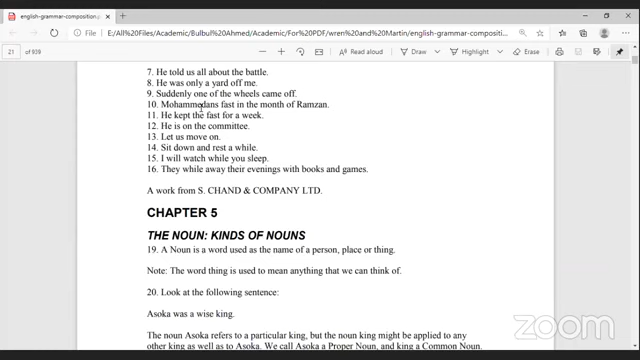 english-grammar-composition.p ×
E:/All%20Files/Academic/Bulbul%20Ahmed/ForPDF/wren%20and%20Martin/english-grammar-compositio...
21 of 939
Read aloud
Draw
Highlight
Erase
7. He told us all about the battle.
8. He was only a yard off me.
9. Suddenly one of the wheels came off.
10. Mohammedans fast in the month of Ramzan.
11. He kept the fast for a week.
12. He is on the committee.
13. Let us move on.
14. Sit down and rest a while.
15. I will watch while you sleep.
16. They while away their evenings with books and games.
A work from S. CHAND & COMPANY LTD.
CHAPTER 5
THE NOUN: KINDS OF NOUNS
19. A Noun is a word used as the name of a person, place or thing.
Note: The word thing is used to mean anything that we can think of.
20. Look at the following sentence:
Asoka was a wise king.
The noun Asoka refers to a particular king, but the noun king might be applied to any
other king as well as to Asoka. We call Asoka a Proper Noun, and king a Common Noun.
zoom